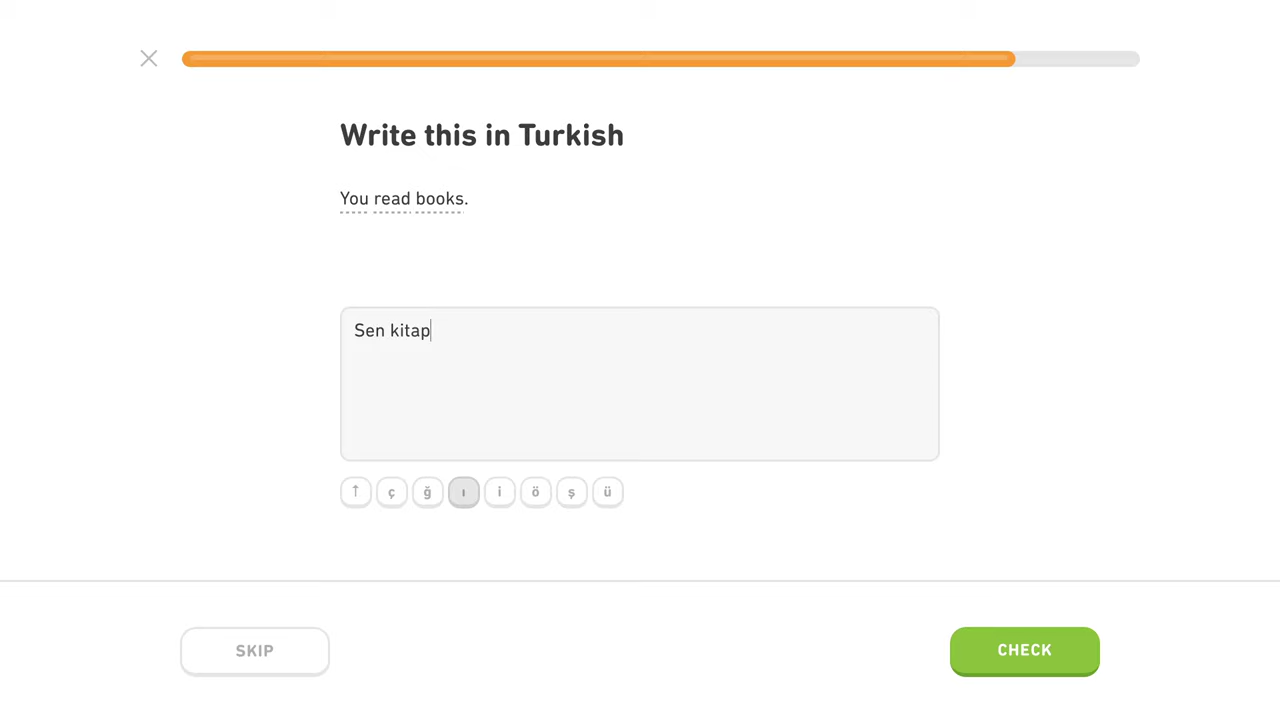 Write this in Turkish
You read books.
Sen kitap
↑ ç ğ ı i ö ş ü
SKIP
CHECK